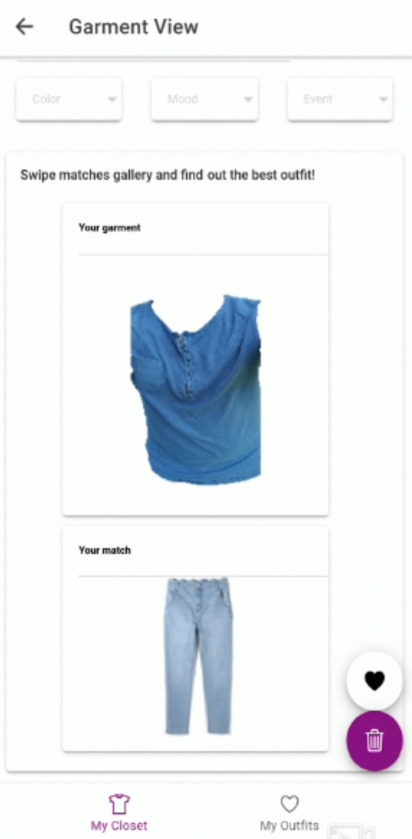 Garment View
Color Mood Event
Swipe matches gallery and find out the best outfit!
Your garment
Your match
My Closet My Outfits